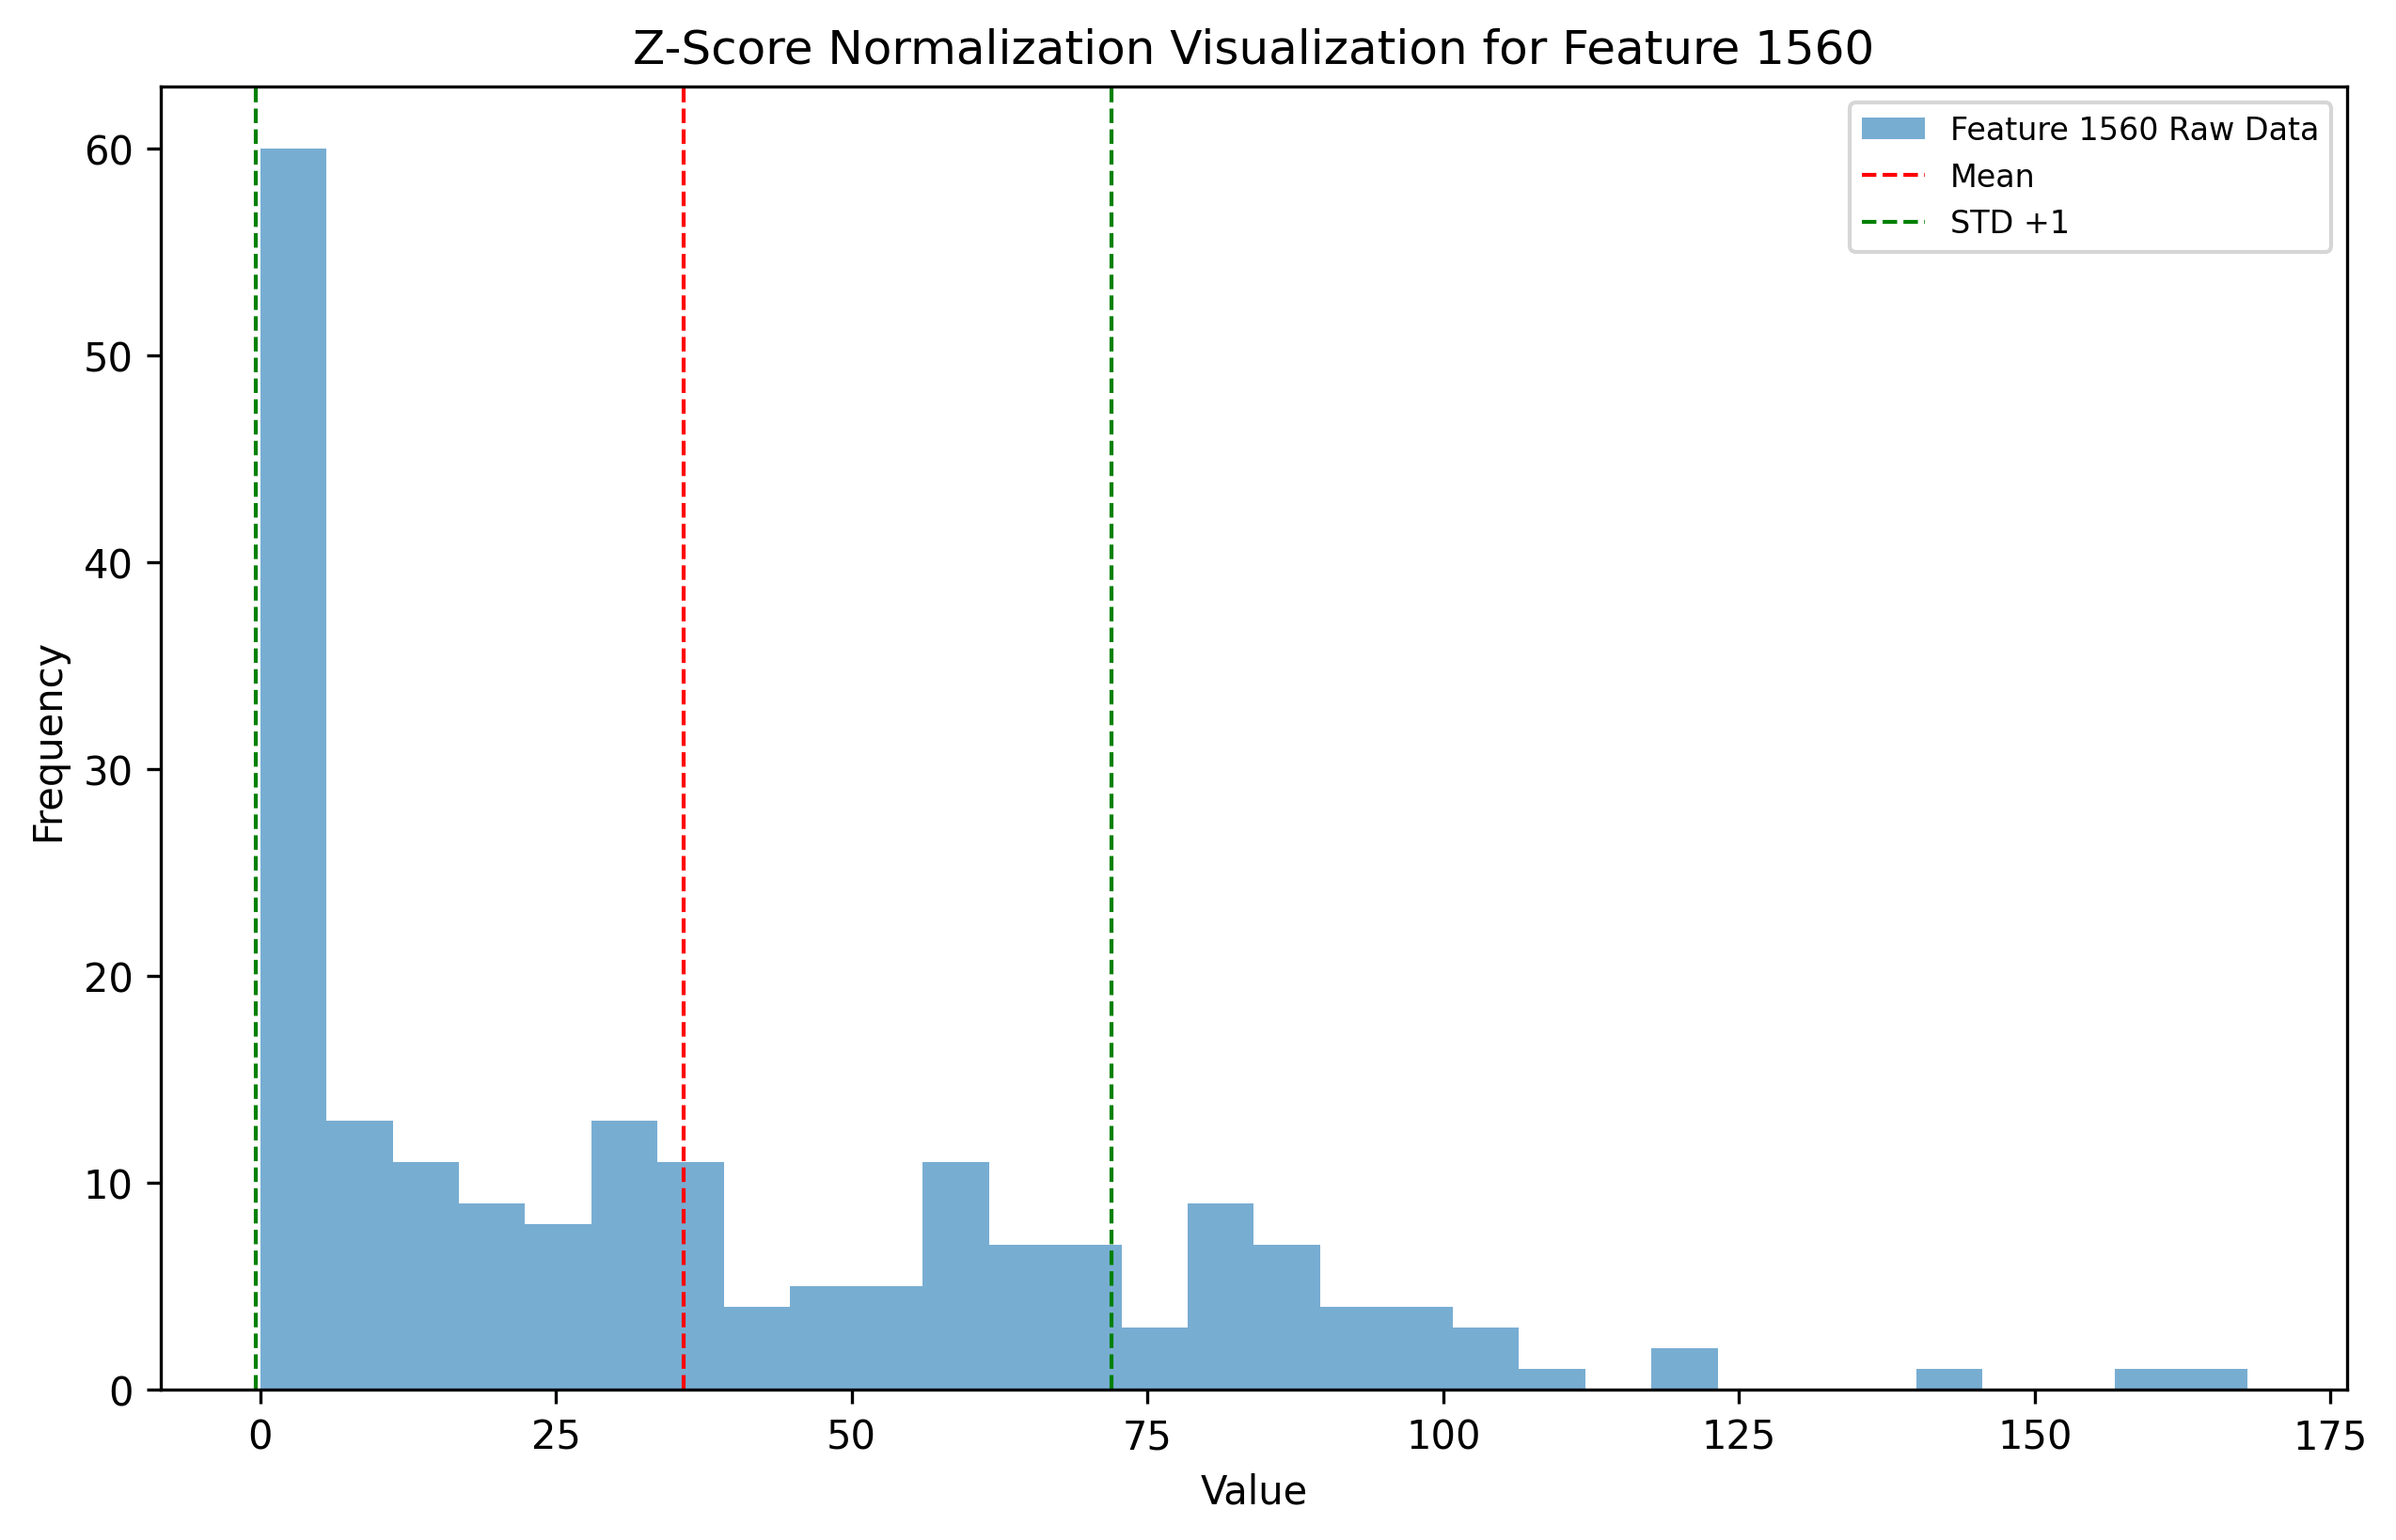 Z-Score Normalization Visualization for Feature 1560
Feature 1560 Raw Data
Mean
STD +1
60
50
40
30
20
10
0
Frequency
0 25 50 75 100 125 150 175
Value